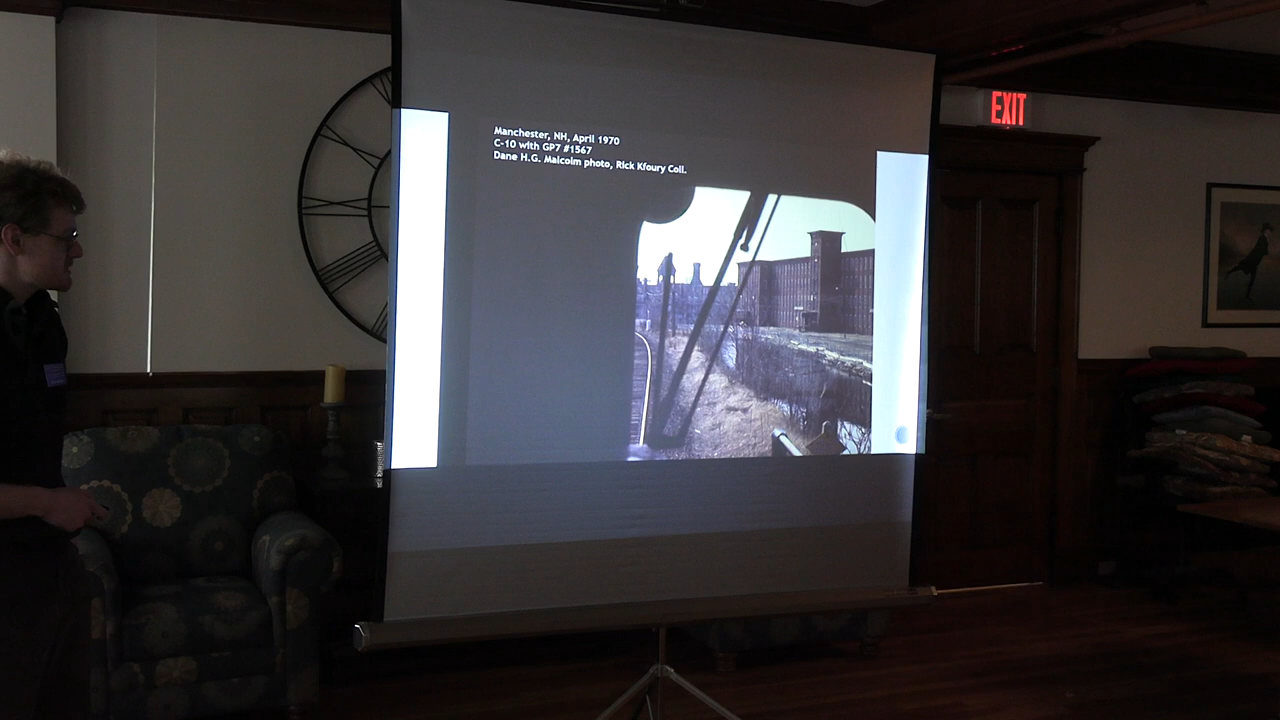 Manchester, NH, April 1970
C-10 with GP7 #1567
Dane H.G. Malcolm photo, Rick Kfoury Coll.
EXIT